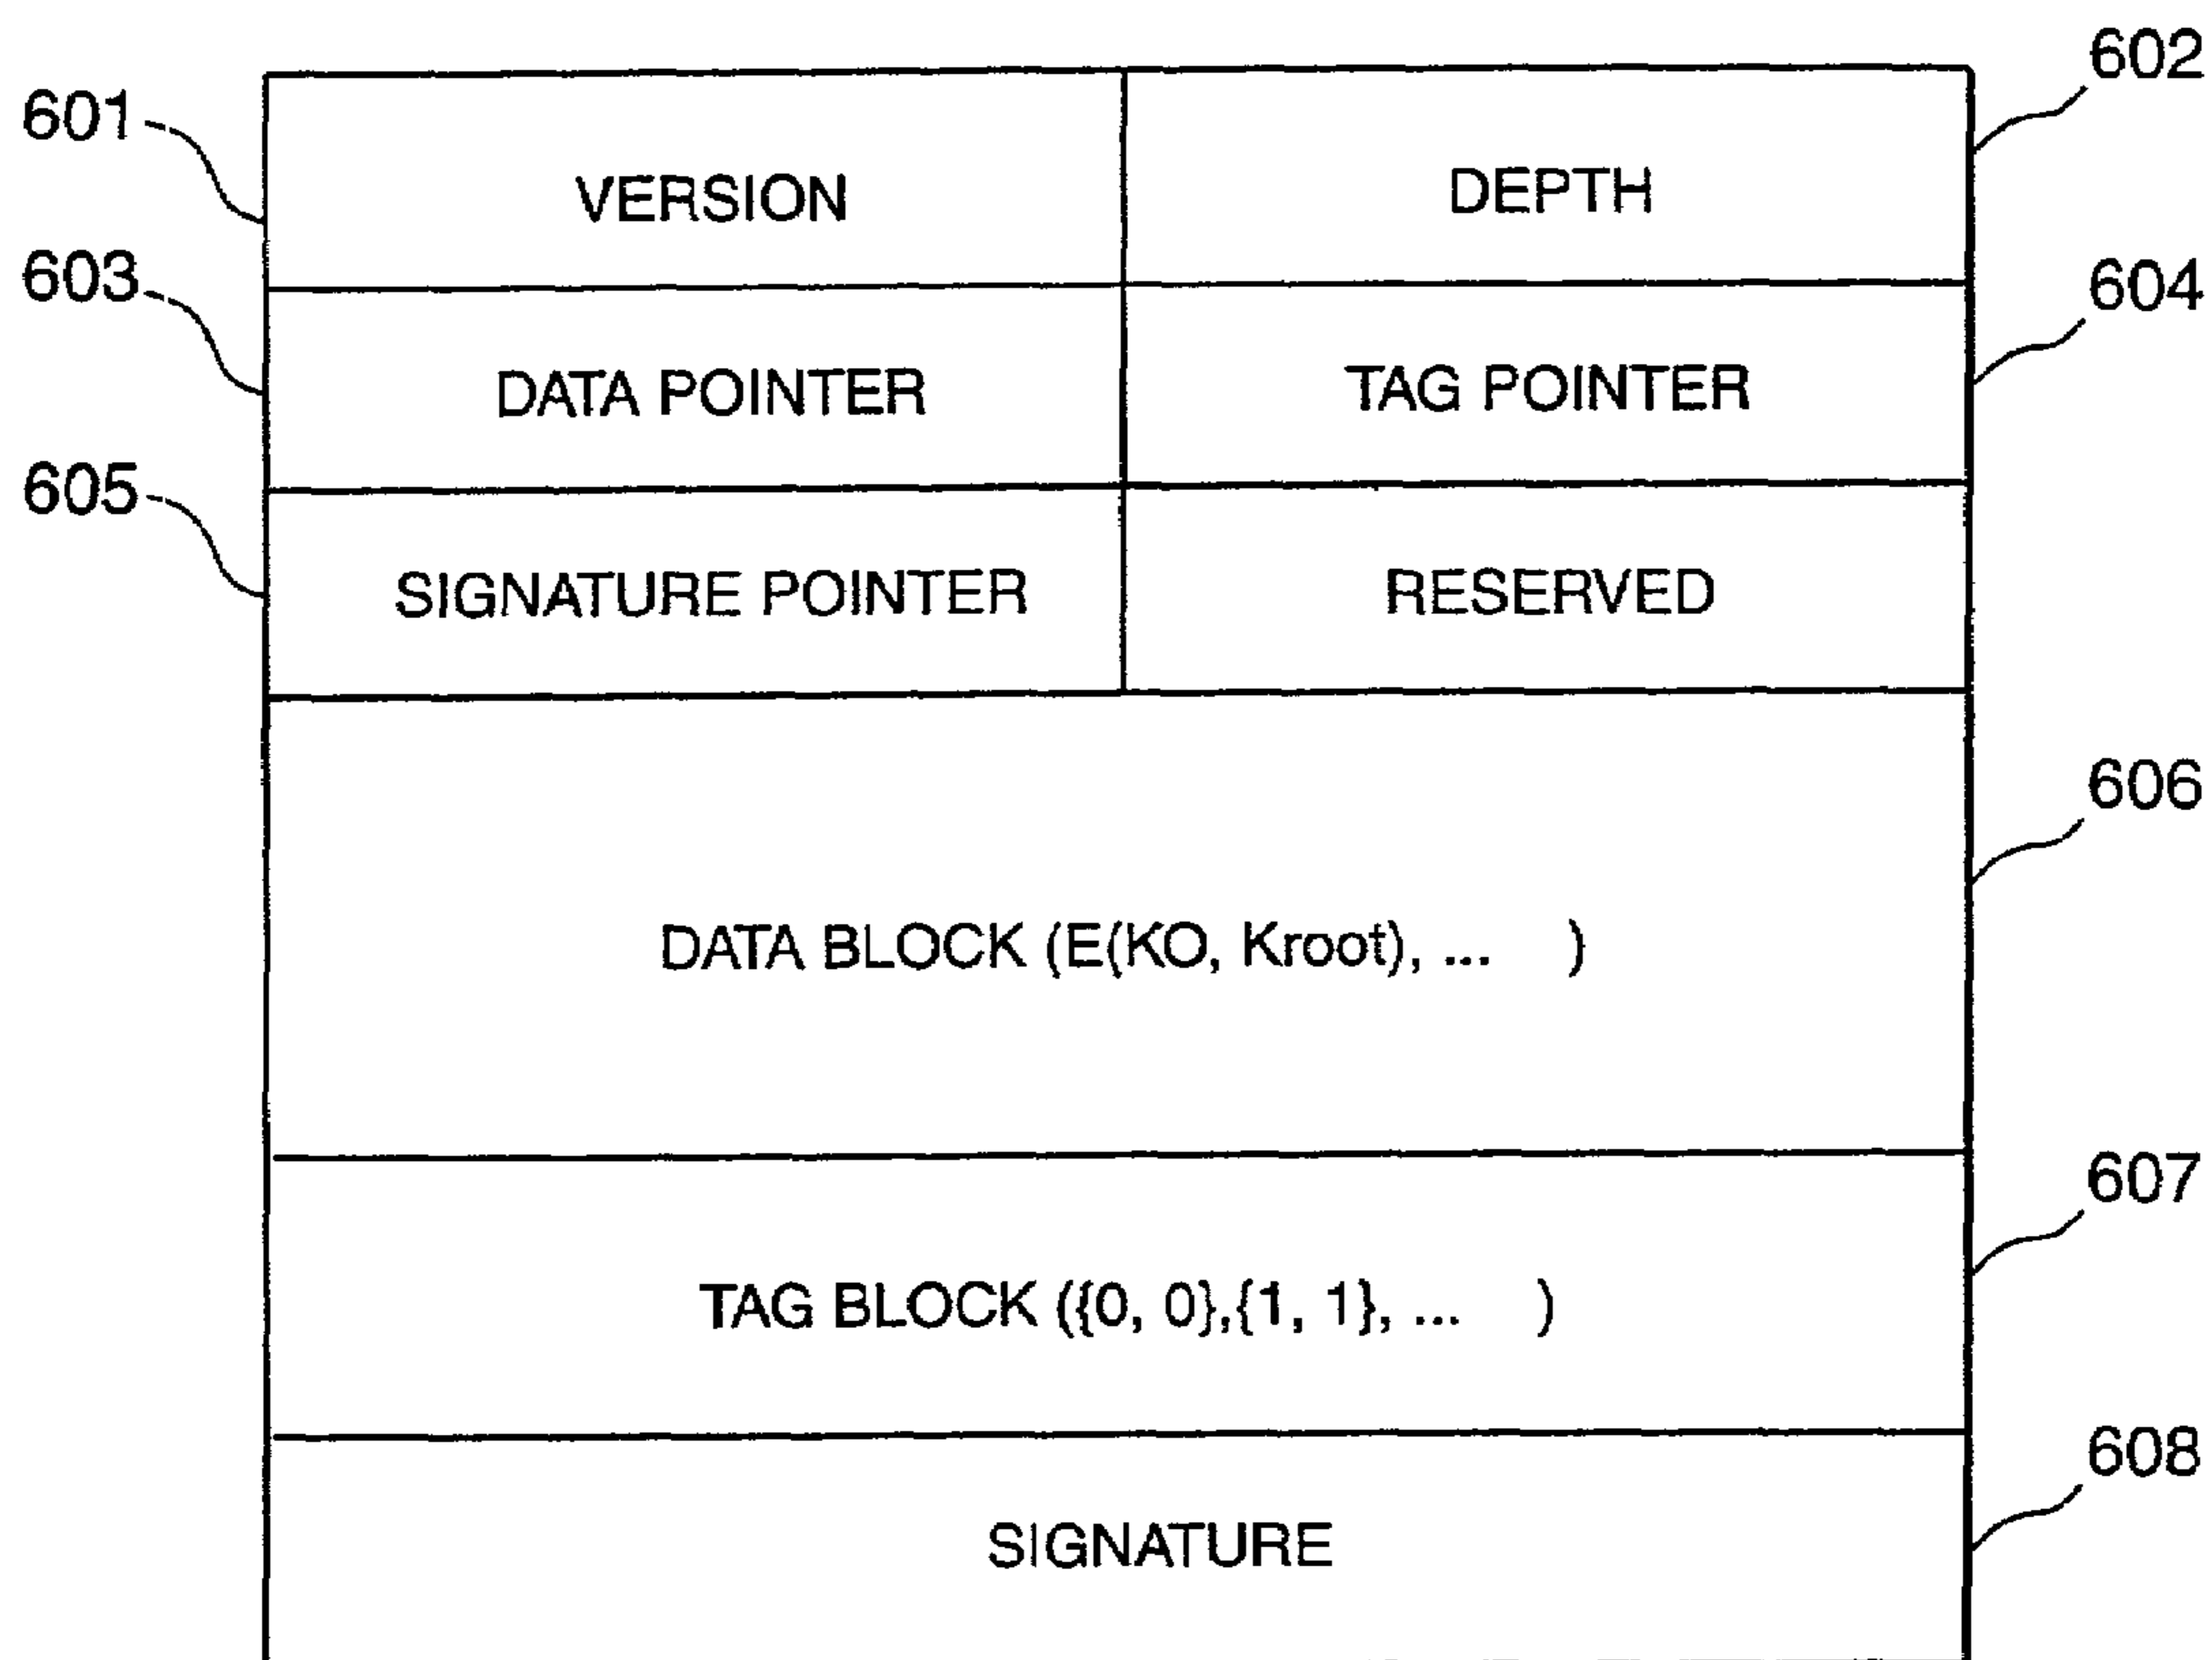 602
601
VERSION
DEPTH
603
604
DATA POINTER
TAG POINTER
605
SIGNATURE POINTER
RESERVED
606
DATA BLOCK (E(KO, Kroot), ... )
607
TAG BLOCK ({0, 0},{1, 1}, ... )
608
SIGNATURE